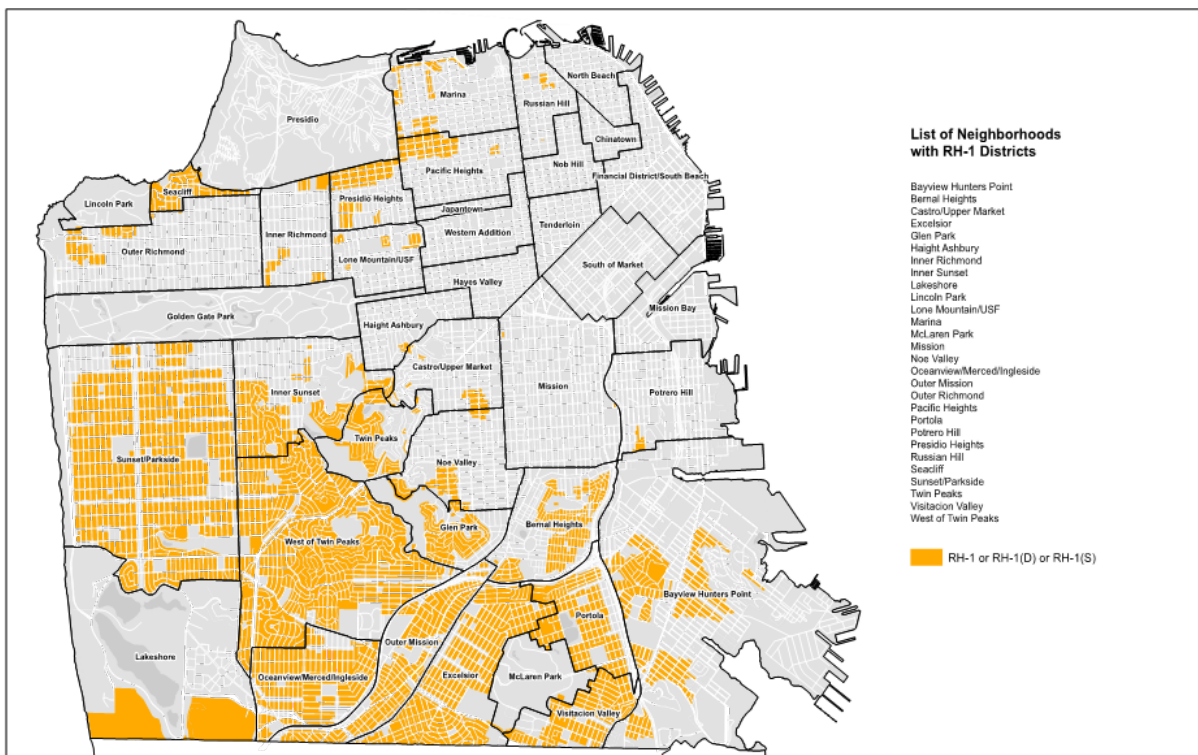 North Beach
Marina
Russian Hill
Presidio
Chinatown
Nob Hill
Pacific Heights
Financial District/South Beach
Seacliff
Lincoln Park
Presidio Heights
Japantown
Tenderloin
Western Addition
Inner Richmond
Outer Richmond
Lone Mountain/USF
South of Market
Hayes Valley
Mission Bay
Golden Gate Park
Haight Ashbury
Castro/Upper Market
Mission
Potrero Hill
Inner Sunset
Twin Peaks
Sunset/Parkside
Noe Valley
Glen Park
Bernal Heights
West of Twin Peaks
Bayview Hunters Point
Portola
Outer Mission
Lakeshore
Oceanview/Merced/Ingleside
Excelsior
McLaren Park
Visitacion Valley
List of Neighborhoods
with RH-1 Districts
Bayview Hunters Point
Bernal Heights
Castro/Upper Market
Excelsior
Glen Park
Haight Ashbury
Inner Richmond
Inner Sunset
Lakeshore
Lincoln Park
Lone Mountain/USF
Marina
McLaren Park
Mission
Noe Valley
Oceanview/Merced/Ingleside
Outer Mission
Outer Richmond
Pacific Heights
Portola
Potrero Hill
Presidio Heights
Russian Hill
Seacliff
Sunset/Parkside
Twin Peaks
Visitacion Valley
West of Twin Peaks
RH-1 or RH-1(D) or RH-1(S)